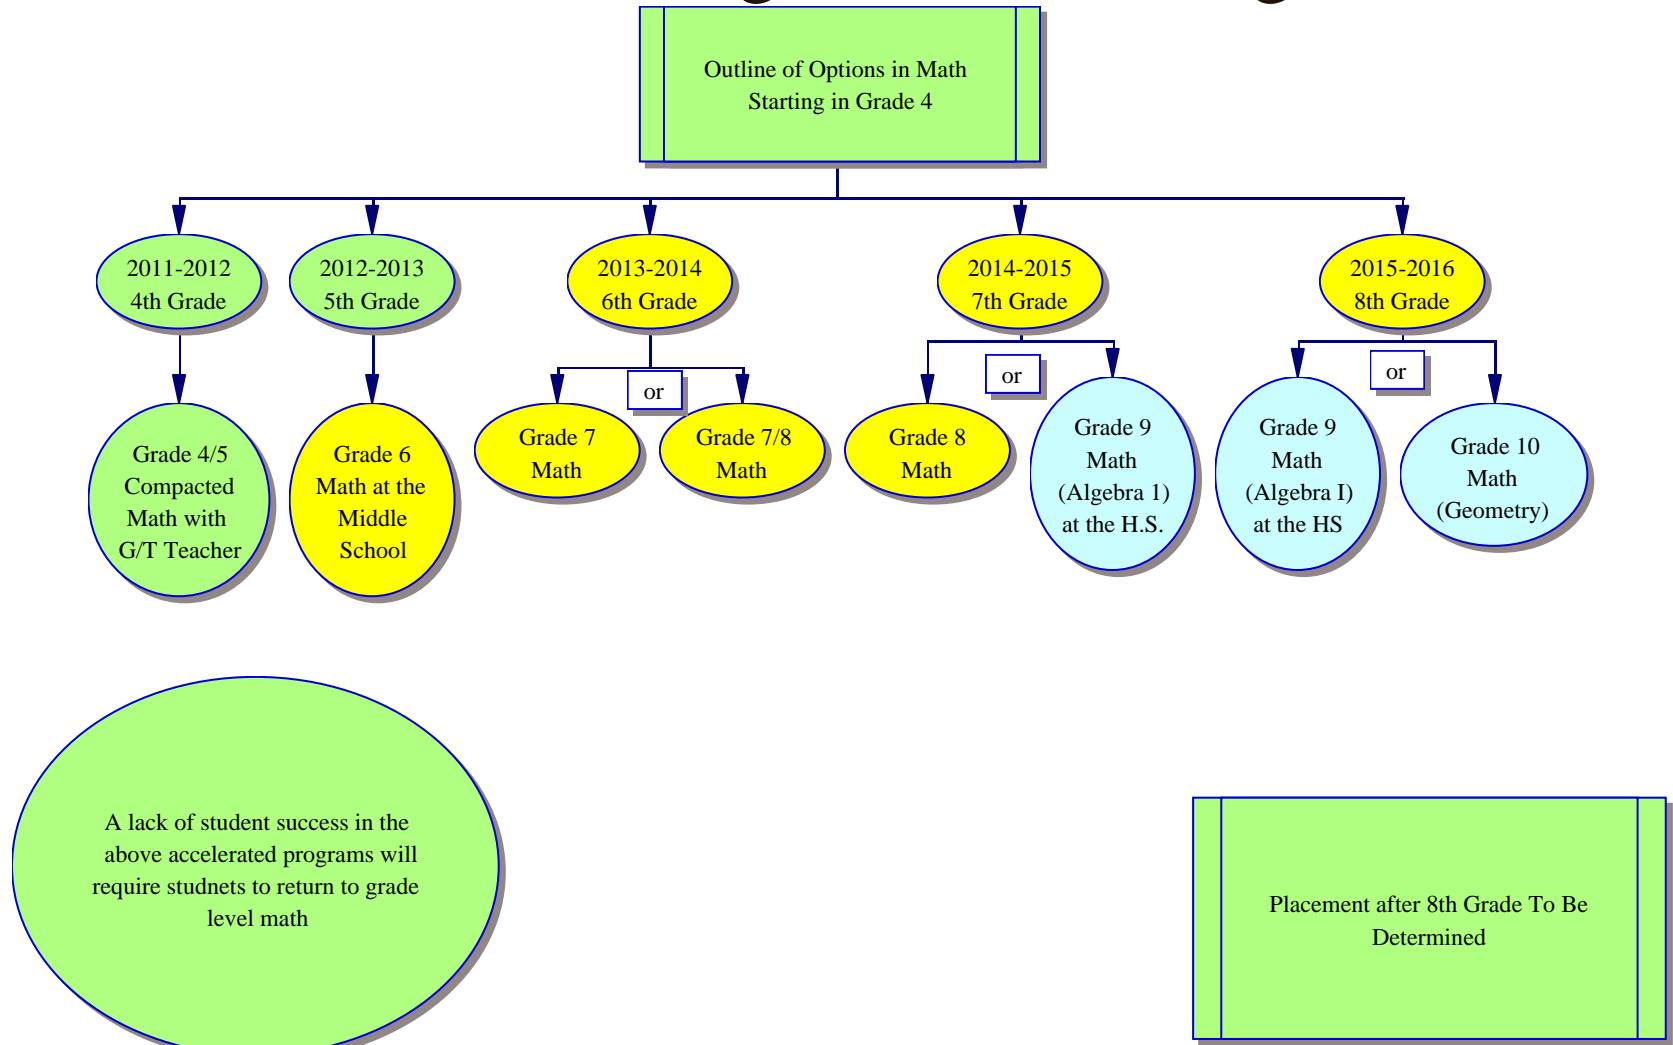 Outline of Options in Math
Starting in Grade 4
2011-2012
4th Grade
2012-2013
5th Grade
2013-2014
6th Grade
2014-2015
7th Grade
2015-2016
8th Grade
Grade 4/5
Compacted
Math with
G/T Teacher
Grade 6
Math at the
Middle
School
Grade 7
Math
or
Grade 7/8
Math
Grade 8
Math
or
Grade 9
Math
(Algebra 1)
at the H.S.
Grade 9
Math
(Algebra I)
at the HS
or
Grade 10
Math
(Geometry)
A lack of student success in the
above accelerated programs will
require studnets to return to grade
level math
Placement after 8th Grade To Be
Determined